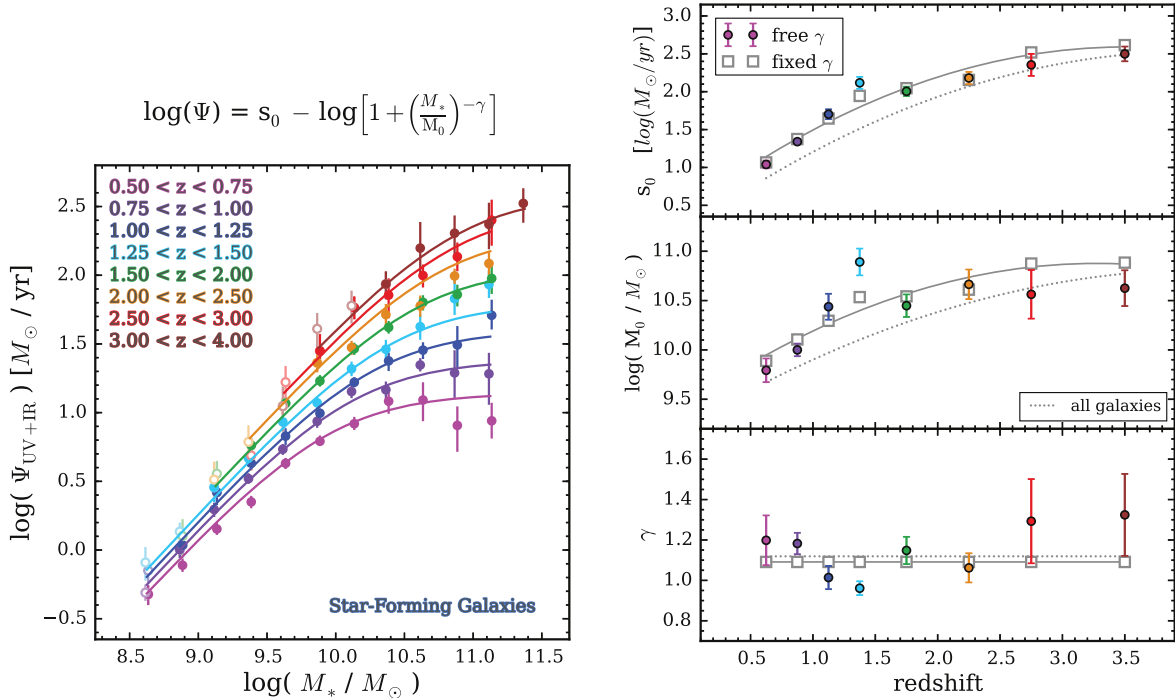 log(Ψ) = s₀ − log[1+(M_*/M₀)^−γ]
0.50 < z < 0.75
0.75 < z < 1.00
1.00 < z < 1.25
1.25 < z < 1.50
1.50 < z < 2.00
2.00 < z < 2.50
2.50 < z < 3.00
3.00 < z < 4.00
Star-Forming Galaxies
log( Ψ_UV+IR ) [M_⊙ / yr]
2.5
2.0
1.5
1.0
0.5
0.0
−0.5
8.5 9.0 9.5 10.0 10.5 11.0 11.5
log( M_* / M_⊙ )
free γ
fixed γ
s₀ [log(M_⊙/yr)]
3.0
2.5
2.0
1.5
1.0
0.5
log( M₀ / M_⊙ )
11.0
10.5
10.0
9.5
all galaxies
γ
1.6
1.4
1.2
1.0
0.8
0.5 1.0 1.5 2.0 2.5 3.0 3.5
redshift